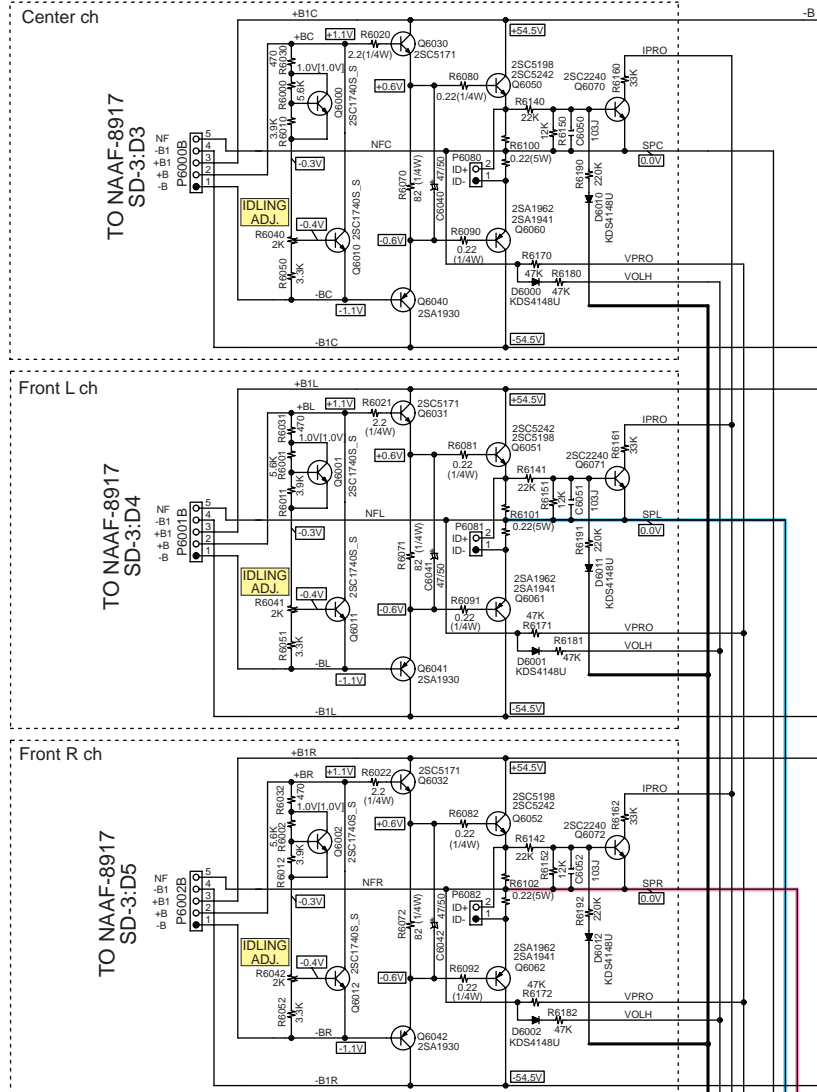 Center ch
-B
+B1C
+BC
+1.1V
R6020
2.2(1/4W)
Q6030
2SC5171
+54.5V
IPRO
R6030
470
1.0V[1.0V]
R6000
5.6K
R6010
3.9K
Q6000
2SC1740S_S
+0.6V
R6080
0.22(1/4W)
2SC5198
2SC5242
Q6050
2SC2240
Q6070
R6160
33K
R6140
22K
R6150
12K
C6050
103J
TO NAAF-8917
SD-3:D3
P6000B
NF 5
-B1 4
+B1 3
+B 2
-B 1
NFC
P6080
ID+ 2
ID- 1
R6100
0.22(5W)
SPC
0.0V
-0.3V
R6070
82 (1/4W)
C6040
47/50
R6190
220K
D6010
KDS4148U
IDLING
ADJ.
R6040
2K
-0.4V
Q6010
2SC1740S_S
-0.6V
R6090
0.22
(1/4W)
2SA1962
2SA1941
Q6060
R6050
3.3K
R6170
47K
VPRO
R6180
47K
VOLH
D6000
KDS4148U
-BC
-1.1V
Q6040
2SA1930
-54.5V
-B1C
Front L ch
+B1L
+BL
+1.1V
R6021
2.2
(1/4W)
2SC5171
Q6031
+54.5V
IPRO
R6031
470
1.0V[1.0V]
R6001
5.6K
R6011
3.9K
Q6001
2SC1740S_S
+0.6V
R6081
0.22
(1/4W)
2SC5242
2SC5198
Q6051
2SC2240
Q6071
R6161
33K
R6141
22K
R6151
12K
C6051
103J
TO NAAF-8917
SD-3:D4
P6001B
NF 5
-B1 4
+B1 3
+B 2
-B 1
NFL
P6081
ID+ 2
ID- 1
R6101
0.22(5W)
SPL
0.0V
-0.3V
R6071
82 (1/4W)
C6041
47/50
R6191
220K
D6011
KDS4148U
IDLING
ADJ.
R6041
2K
-0.4V
Q6011
2SC1740S_S
-0.6V
R6091
0.22
(1/4W)
2SA1962
2SA1941
Q6061
R6051
3.3K
47K
R6171
VPRO
R6181
47K
VOLH
D6001
KDS4148U
-BL
-1.1V
Q6041
2SA1930
-54.5V
-B1L
Front R ch
+B1R
+BR
+1.1V
R6022
2.2
(1/4W)
2SC5171
Q6032
+54.5V
IPRO
R6032
470
1.0V[1.0V]
R6002
5.6K
R6012
3.9K
Q6002
2SC1740S_S
+0.6V
R6082
0.22
(1/4W)
2SC5198
2SC5242
Q6052
2SC2240
Q6072
R6162
33K
R6142
22K
R6152
12K
C6052
103J
TO NAAF-8917
SD-3:D5
P6002B
NF 5
-B1 4
+B1 3
+B 2
-B 1
NFR
P6082
ID+ 2
ID- 1
R6102
0.22(5W)
SPR
0.0V
-0.3V
R6072
82 (1/4W)
C6042
47/50
R6192
220K
D6012
KDS4148U
IDLING
ADJ.
R6042
2K
-0.4V
Q6012
2SC1740S_S
-0.6V
R6092
0.22
(1/4W)
2SA1962
2SA1941
Q6062
R6052
3.3K
47K
R6172
VPRO
R6182
47K
VOLH
D6002
KDS4148U
-BR
-1.1V
Q6042
2SA1930
-54.5V
-B1R